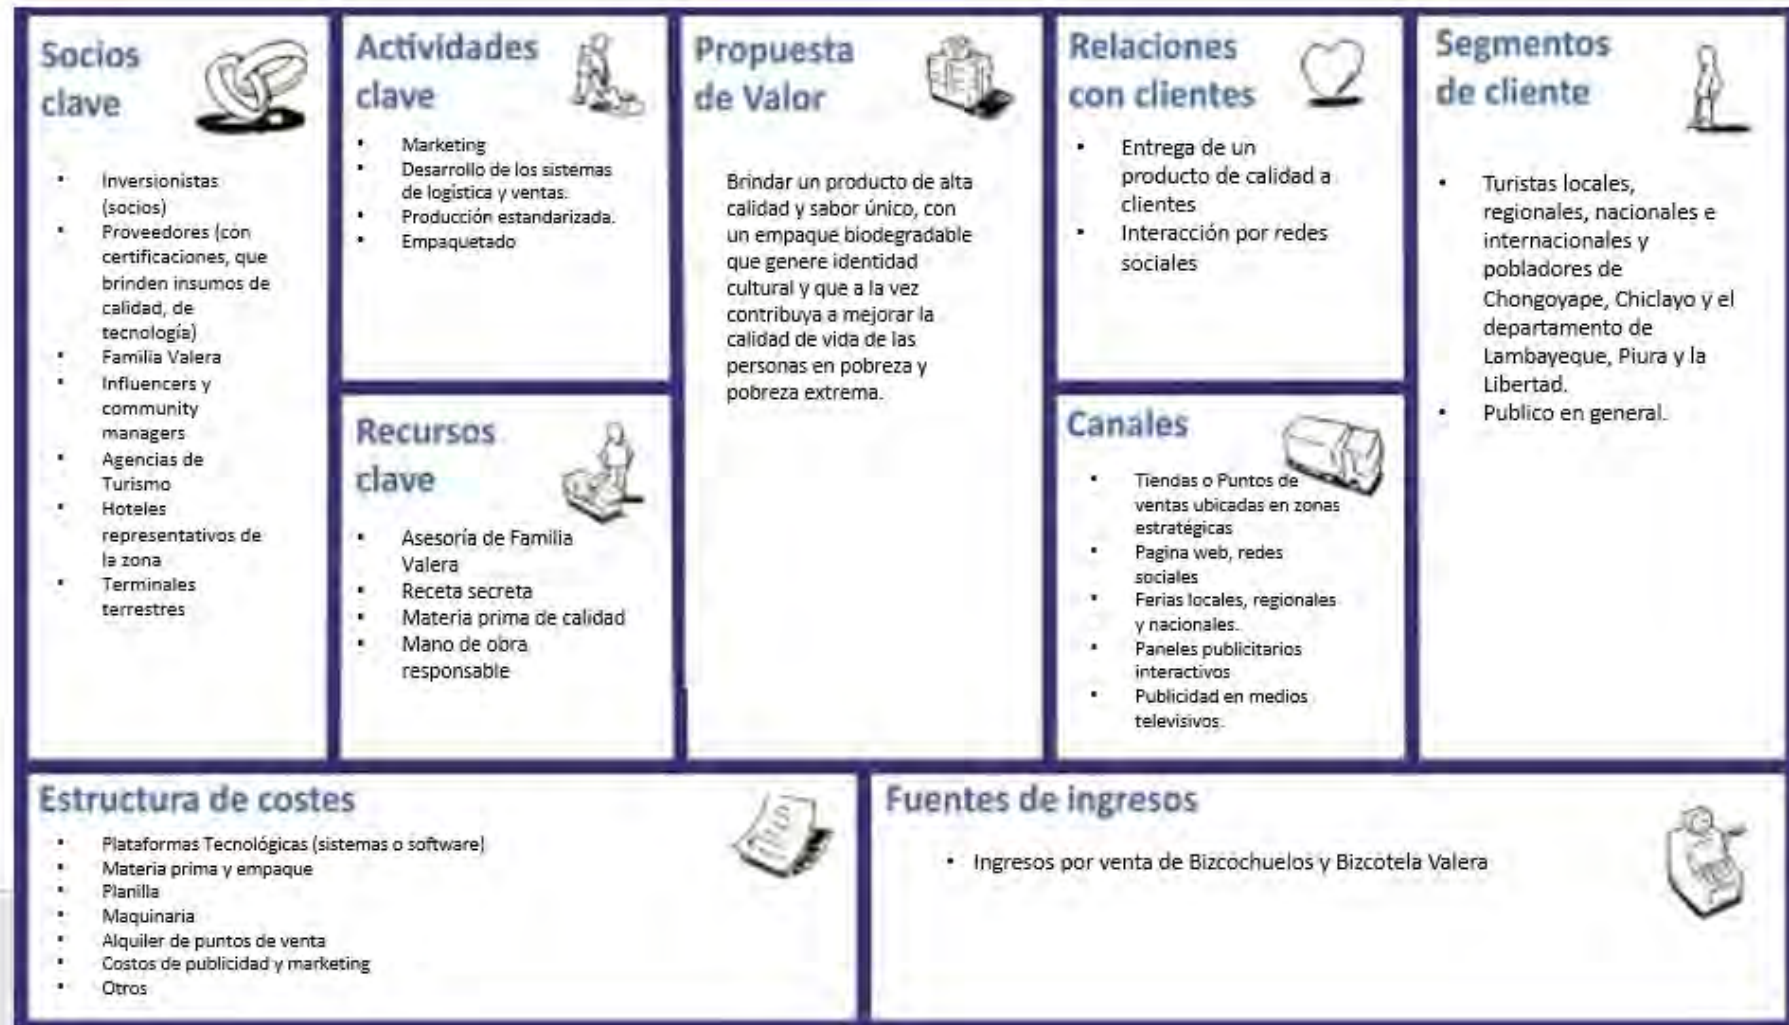 Socios
clave
• Inversionistas
(socios)
• Proveedores (con
certificaciones, que
brinden insumos de
calidad, de
tecnología)
• Familia Valera
• Influencers y
community
managers
• Agencias de
Turismo
• Hoteles
representativos de
la zona
• Terminales
terrestres
Actividades
clave
• Marketing
• Desarrollo de los sistemas
de logística y ventas.
• Producción estandarizada.
• Empaquetado
Recursos
clave
• Asesoría de Familia
Valera
• Receta secreta
• Materia prima de calidad
• Mano de obra
responsable
Propuesta
de Valor
Brindar un producto de alta
calidad y sabor único, con
un empaque biodegradable
que genere identidad
cultural y que a la vez
contribuya a mejorar la
calidad de vida de las
personas en pobreza y
pobreza extrema.
Relaciones
con clientes
• Entrega de un
producto de calidad a
clientes
• Interacción por redes
sociales
Canales
• Tiendas o Puntos de
ventas ubicadas en zonas
estratégicas
• Pagina web, redes
sociales
• Ferias locales, regionales
y nacionales.
• Paneles publicitarios
interactivos
• Publicidad en medios
televisivos.
Segmentos
de cliente
• Turistas locales,
regionales, nacionales e
internacionales y
pobladores de
Chongoyape, Chiclayo y el
departamento de
Lambayeque, Piura y la
Libertad.
• Publico en general.
Estructura de costes
• Plataformas Tecnológicas (sistemas o software)
• Materia prima y empaque
• Planilla
• Maquinaria
• Alquiler de puntos de venta
• Costos de publicidad y marketing
• Otros
Fuentes de ingresos
• Ingresos por venta de Bizcochuelos y Bizcotela Valera